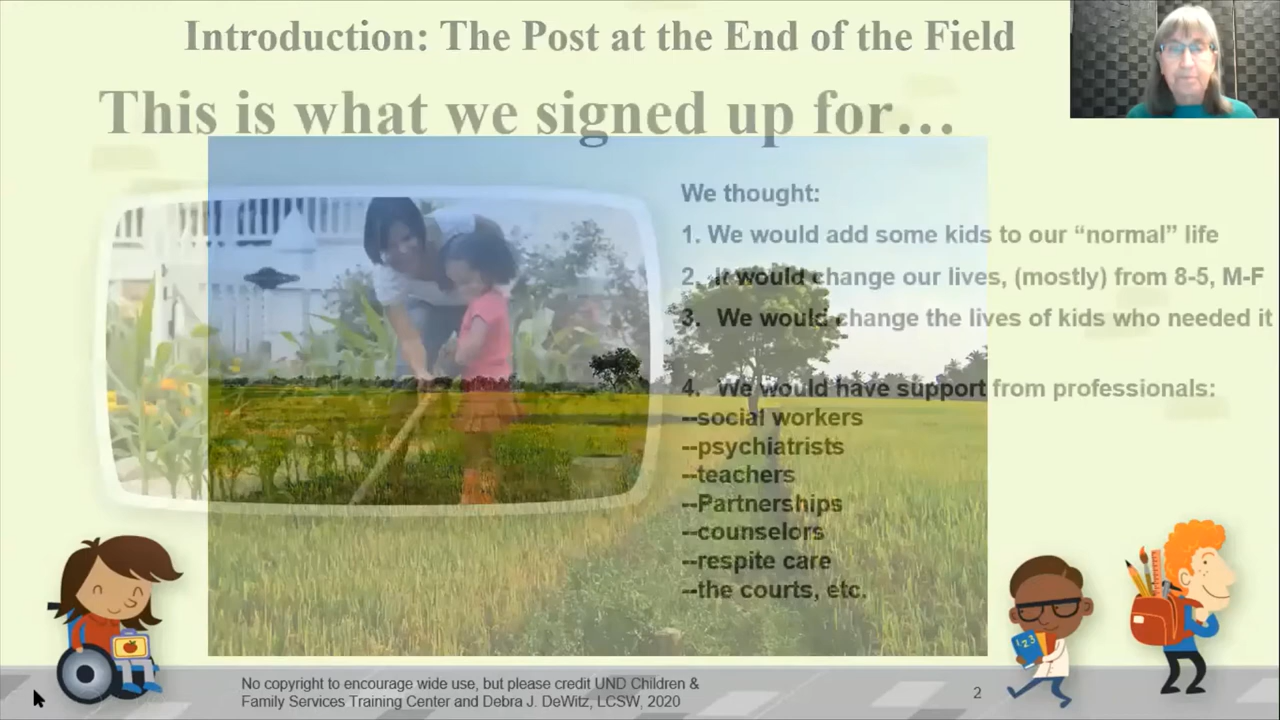 Introduction: The Post at the End of the Field
This is what we signed up for…
We thought:
1. We would add some kids to our “normal” life
2. It would change our lives, (mostly) from 8-5, M-F
3. We would change the lives of kids who needed it
4. We would have support from professionals:
--social workers
--psychiatrists
--teachers
--Partnerships
--counselors
--respite care
--the courts, etc.
1 2 3
No copyright to encourage wide use, but please credit UND Children &
Family Services Training Center and Debra J. DeWitz, LCSW, 2020
2